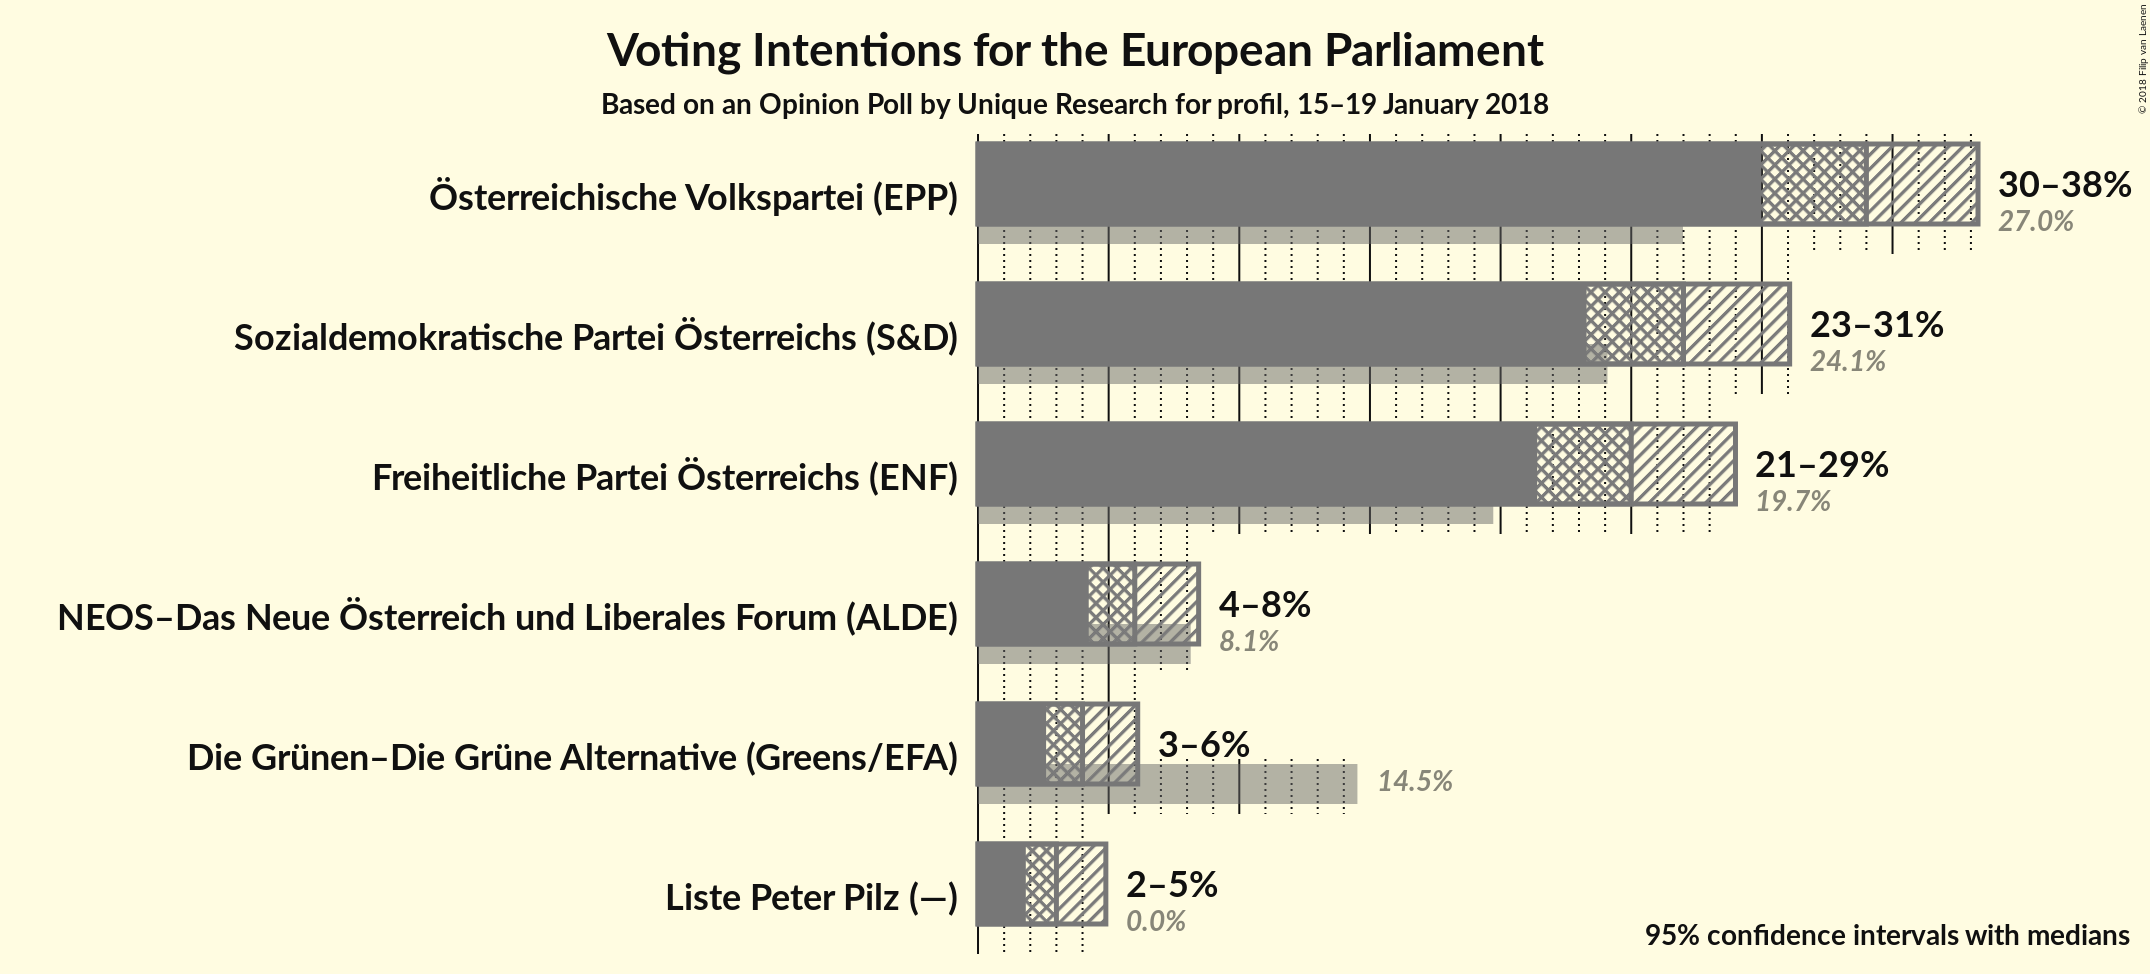 Voting Intentions for the European Parliament
Based on an Opinion Poll by Unique Research for profil, 15–19 January 2018
© 2018 Filip van Laenen
Österreichische Volkspartei (EPP)
30–38%
27.0%
Sozialdemokratische Partei Österreichs (S&D)
23–31%
24.1%
Freiheitliche Partei Österreichs (ENF)
21–29%
19.7%
NEOS–Das Neue Österreich und Liberales Forum (ALDE)
4–8%
8.1%
Die Grünen–Die Grüne Alternative (Greens/EFA)
3–6%
14.5%
Liste Peter Pilz (—)
2–5%
0.0%
95% confidence intervals with medians